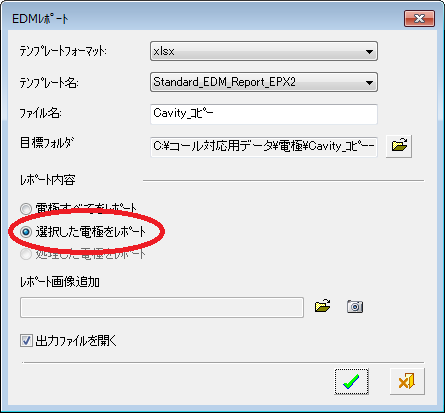 EDMﾚﾎﾟｰﾄ
ﾃﾝﾌﾟﾚｰﾄﾌｫｰﾏｯﾄ:
xlsx
ﾃﾝﾌﾟﾚｰﾄ名:
Standard_EDM_Report_EPX2
ﾌｧｲﾙ名:
Cavity_ｺﾋﾟｰ
目標ﾌｫﾙﾀﾞ
C:¥コール対応用データ¥電極¥Cavity_ｺﾋﾟｰ-
ﾚﾎﾟｰﾄ内容
電極すべてをﾚﾎﾟｰﾄ
選択した電極をﾚﾎﾟｰﾄ
処理した電極をﾚﾎﾟｰﾄ
ﾚﾎﾟｰﾄ画像追加
出力ﾌｧｲﾙを開く